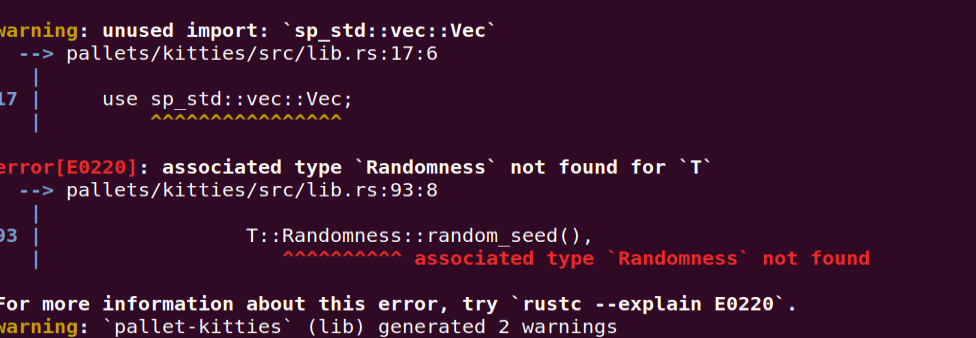 warning: unused import: `sp_std::vec::Vec`
--> pallets/kitties/src/lib.rs:17:6
|
17 | use sp_std::vec::Vec;
| ^^^^^^^^^^^^^^^^
error[E0220]: associated type `Randomness` not found for `T`
--> pallets/kitties/src/lib.rs:93:8
|
93 | T::Randomness::random_seed(),
| ^^^^^^^^^^ associated type `Randomness` not found
For more information about this error, try `rustc --explain E0220`.
warning: `pallet-kitties` (lib) generated 2 warnings